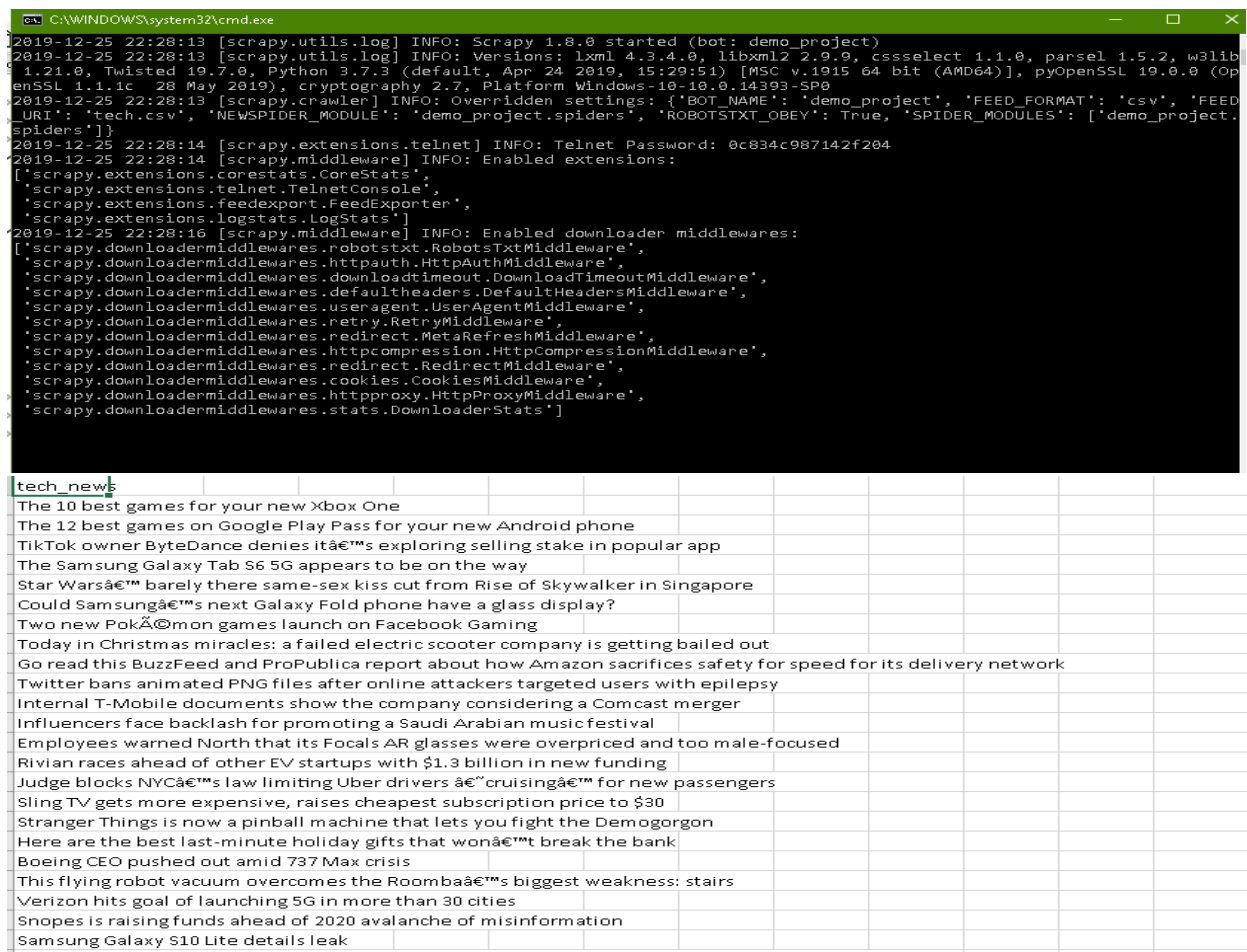 C:\WINDOWS\system32\cmd.exe
2019-12-25 22:28:13 [scrapy.utils.log] INFO: Scrapy 1.8.0 started (bot: demo_project)
2019-12-25 22:28:13 [scrapy.utils.log] INFO: Versions: lxml 4.3.4.0, libxml2 2.9.9, cssselect 1.1.0, parsel 1.5.2, w3lib
1.21.0, Twisted 19.7.0, Python 3.7.3 (default, Apr 24 2019, 15:29:51) [MSC v.1915 64 bit (AMD64)], pyOpenSSL 19.0.0 (Op
enSSL 1.1.1c  28 May 2019), cryptography 2.7, Platform Windows-10-10.0.14393-SP0
2019-12-25 22:28:13 [scrapy.crawler] INFO: Overridden settings: {'BOT_NAME': 'demo_project', 'FEED_FORMAT': 'csv', 'FEED
_URI': 'tech.csv', 'NEWSPIDER_MODULE': 'demo_project.spiders', 'ROBOTSTXT_OBEY': True, 'SPIDER_MODULES': ['demo_project.
spiders']}
2019-12-25 22:28:14 [scrapy.extensions.telnet] INFO: Telnet Password: 0c834c987142f204
2019-12-25 22:28:14 [scrapy.middleware] INFO: Enabled extensions:
['scrapy.extensions.corestats.CoreStats',
'scrapy.extensions.telnet.TelnetConsole',
'scrapy.extensions.feedexport.FeedExporter',
'scrapy.extensions.logstats.LogStats']
2019-12-25 22:28:16 [scrapy.middleware] INFO: Enabled downloader middlewares:
['scrapy.downloadermiddlewares.robotstxt.RobotsTxtMiddleware',
'scrapy.downloadermiddlewares.httpauth.HttpAuthMiddleware',
'scrapy.downloadermiddlewares.downloadtimeout.DownloadTimeoutMiddleware',
'scrapy.downloadermiddlewares.defaultheaders.DefaultHeadersMiddleware',
'scrapy.downloadermiddlewares.useragent.UserAgentMiddleware',
'scrapy.downloadermiddlewares.retry.RetryMiddleware',
'scrapy.downloadermiddlewares.redirect.MetaRefreshMiddleware',
'scrapy.downloadermiddlewares.httpcompression.HttpCompressionMiddleware',
'scrapy.downloadermiddlewares.redirect.RedirectMiddleware',
'scrapy.downloadermiddlewares.cookies.CookiesMiddleware',
'scrapy.downloadermiddlewares.httpproxy.HttpProxyMiddleware',
'scrapy.downloadermiddlewares.stats.DownloaderStats']
tech_news
The 10 best games for your new Xbox One
The 12 best games on Google Play Pass for your new Android phone
TikTok owner ByteDance denies itâ€™s exploring selling stake in popular app
The Samsung Galaxy Tab S6 5G appears to be on the way
Star Warsâ€™ barely there same-sex kiss cut from Rise of Skywalker in Singapore
Could Samsungâ€™s next Galaxy Fold phone have a glass display?
Two new PokÃ©mon games launch on Facebook Gaming
Today in Christmas miracles: a failed electric scooter company is getting bailed out
Go read this BuzzFeed and ProPublica report about how Amazon sacrifices safety for speed for its delivery network
Twitter bans animated PNG files after online attackers targeted users with epilepsy
Internal T-Mobile documents show the company considering a Comcast merger
Influencers face backlash for promoting a Saudi Arabian music festival
Employees warned North that its Focals AR glasses were overpriced and too male-focused
Rivian races ahead of other EV startups with $1.3 billion in new funding
Judge blocks NYCâ€™s law limiting Uber drivers â€˜cruisingâ€™ for new passengers
Sling TV gets more expensive, raises cheapest subscription price to $30
Stranger Things is now a pinball machine that lets you fight the Demogorgon
Here are the best last-minute holiday gifts that wonâ€™t break the bank
Boeing CEO pushed out amid 737 Max crisis
This flying robot vacuum overcomes the Roombaâ€™s biggest weakness: stairs
Verizon hits goal of launching 5G in more than 30 cities
Snopes is raising funds ahead of 2020 avalanche of misinformation
Samsung Galaxy S10 Lite details leak